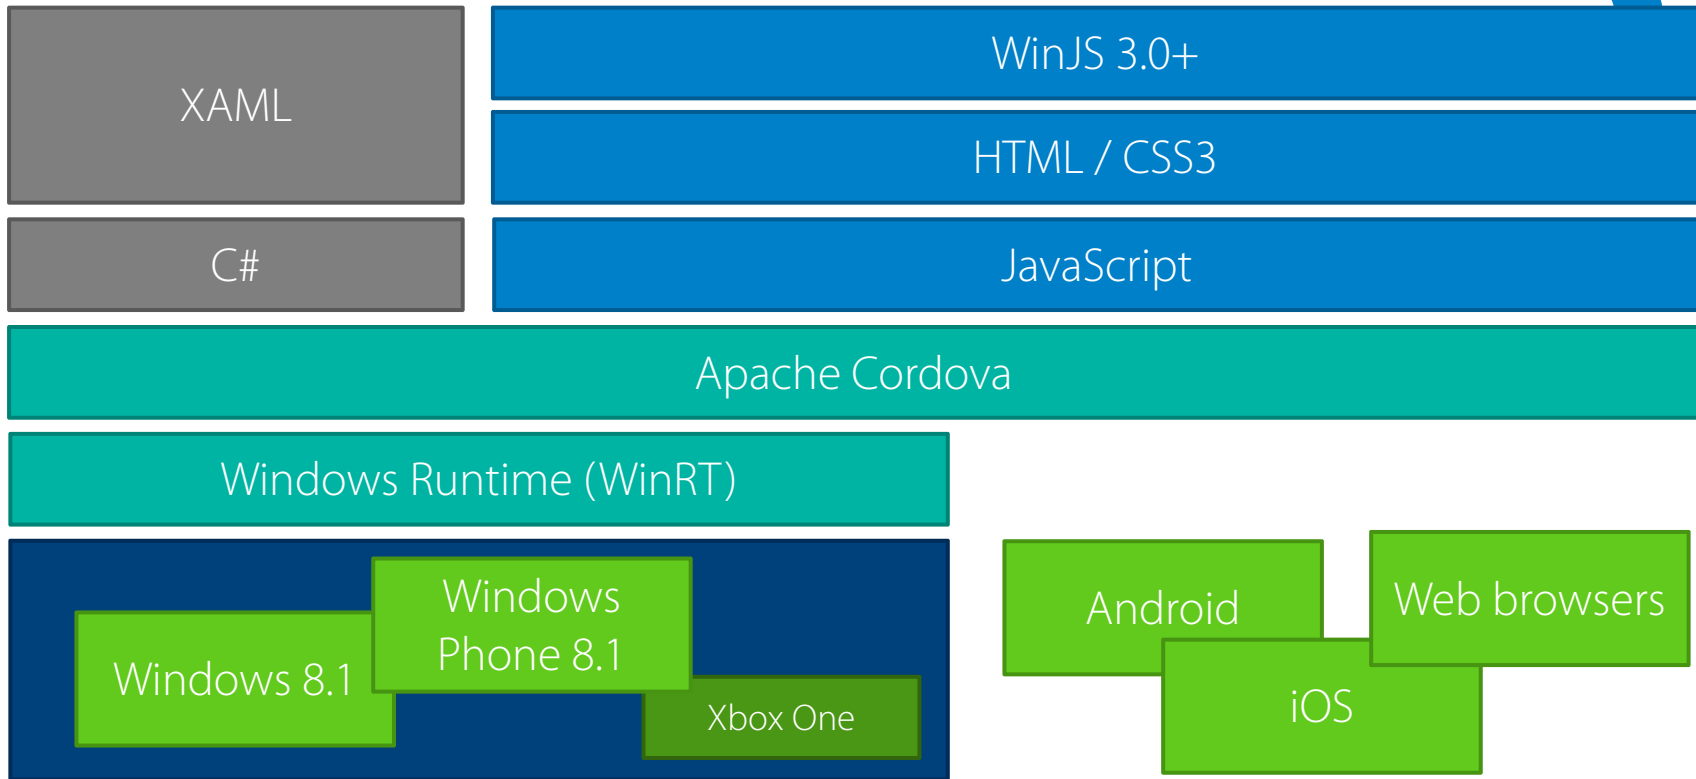 XAML
WinJS 3.0+
HTML / CSS3
C#
JavaScript
Apache Cordova
Windows Runtime (WinRT)
Windows 8.1
Windows
Phone 8.1
Xbox One
Android
iOS
Web browsers